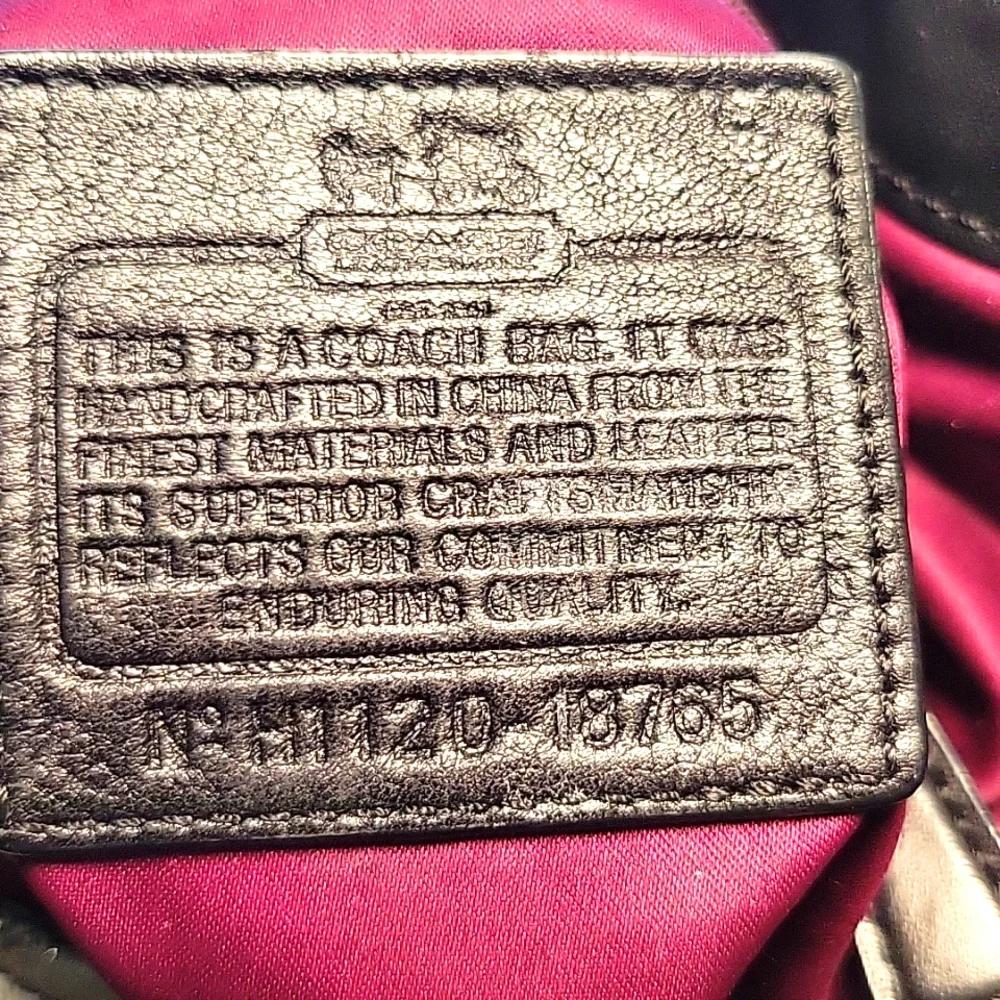 COACH
THIS IS A COACH BAG. IT WAS
HANDCRAFTED IN CHINA FROM THE
FINEST MATERIALS AND LEATHER.
ITS SUPERIOR CRAFTSMANSHIP
REFLECTS OUR COMMITMENT TO
ENDURING QUALITY.
Nº H1120-18765